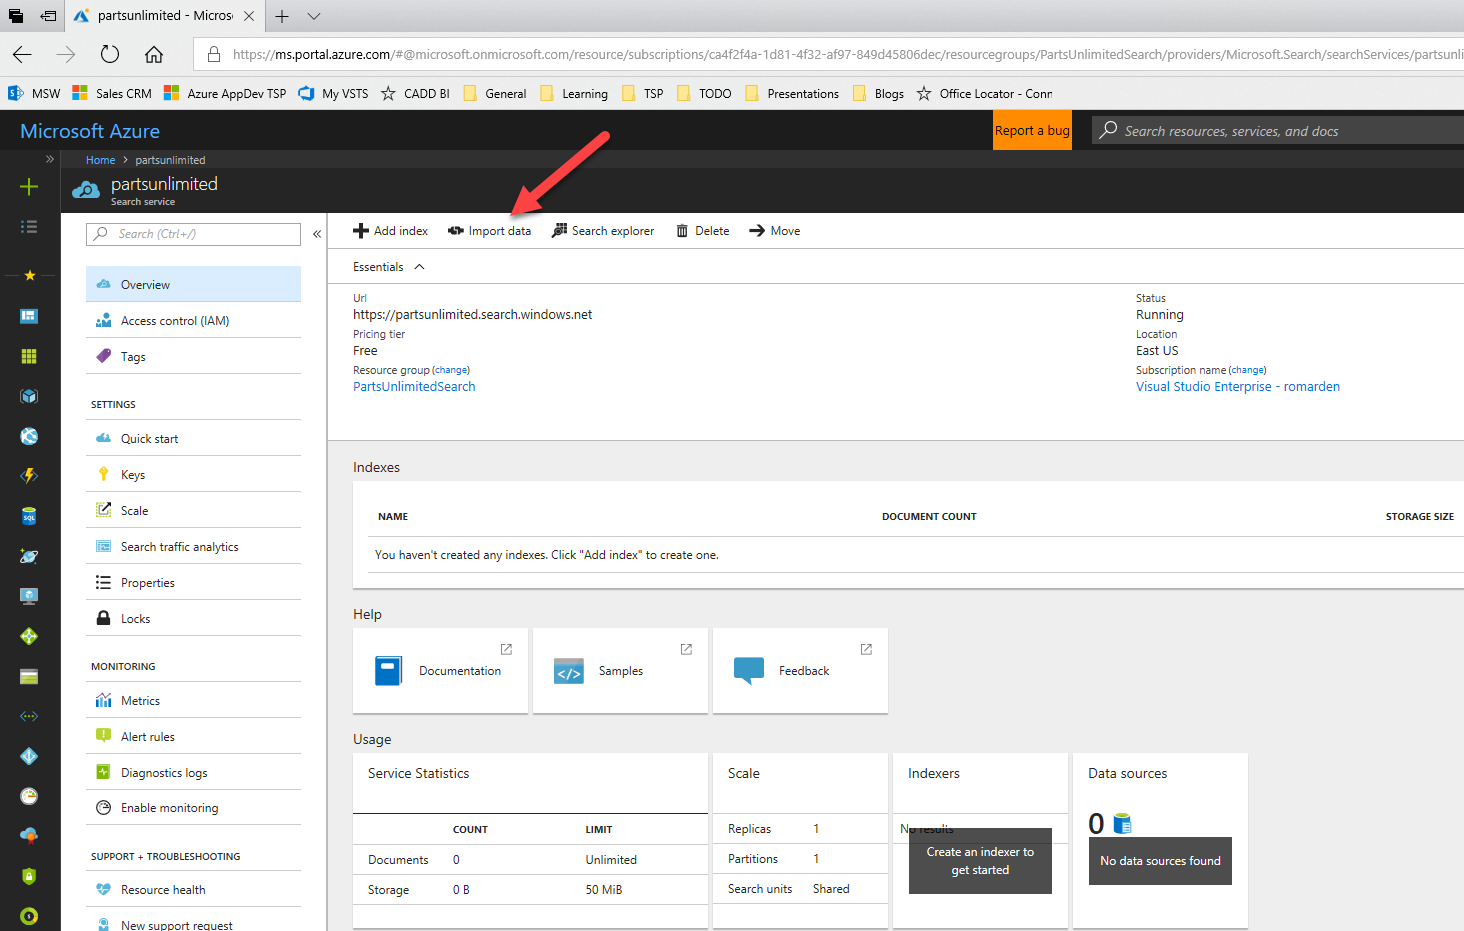 partsunlimited - Micros
https://ms.portal.azure.com/#@microsoft.onmicrosoft.com/resource/subscriptions/ca4f2f4a-1d81-4f32-af97-849d45806dec/resourcegroups/PartsUnlimitedSearch/providers/Microsoft.Search/searchServices/partsunli
MSW Sales CRM Azure AppDev TSP My VSTS CADD BI General Learning TSP TODO Presentations Blogs Office Locator - Conn
Microsoft Azure
Report a bug
Search resources, services, and docs
Home > partsunlimited
partsunlimited
Search service
Search (Ctrl+/)
Overview
Access control (IAM)
Tags
SETTINGS
Quick start
Keys
Scale
Search traffic analytics
Properties
Locks
MONITORING
Metrics
Alert rules
Diagnostics logs
Enable monitoring
SUPPORT + TROUBLESHOOTING
Resource health
New support request
Add index Import data Search explorer Delete Move
Essentials
Url
https://partsunlimited.search.windows.net
Pricing tier
Free
Resource group (change)
PartsUnlimitedSearch
Status
Running
Location
East US
Subscription name (change)
Visual Studio Enterprise - romarden
Indexes
NAME DOCUMENT COUNT STORAGE SIZE
You haven't created any indexes. Click "Add index" to create one.
Help
Documentation
Samples
Feedback
Usage
Service Statistics
COUNT LIMIT
Documents 0 Unlimited
Storage 0 B 50 MiB
Scale
Replicas 1
Partitions 1
Search units Shared
Indexers
No results
Create an indexer to
get started
Data sources
0
No data sources found
SQL